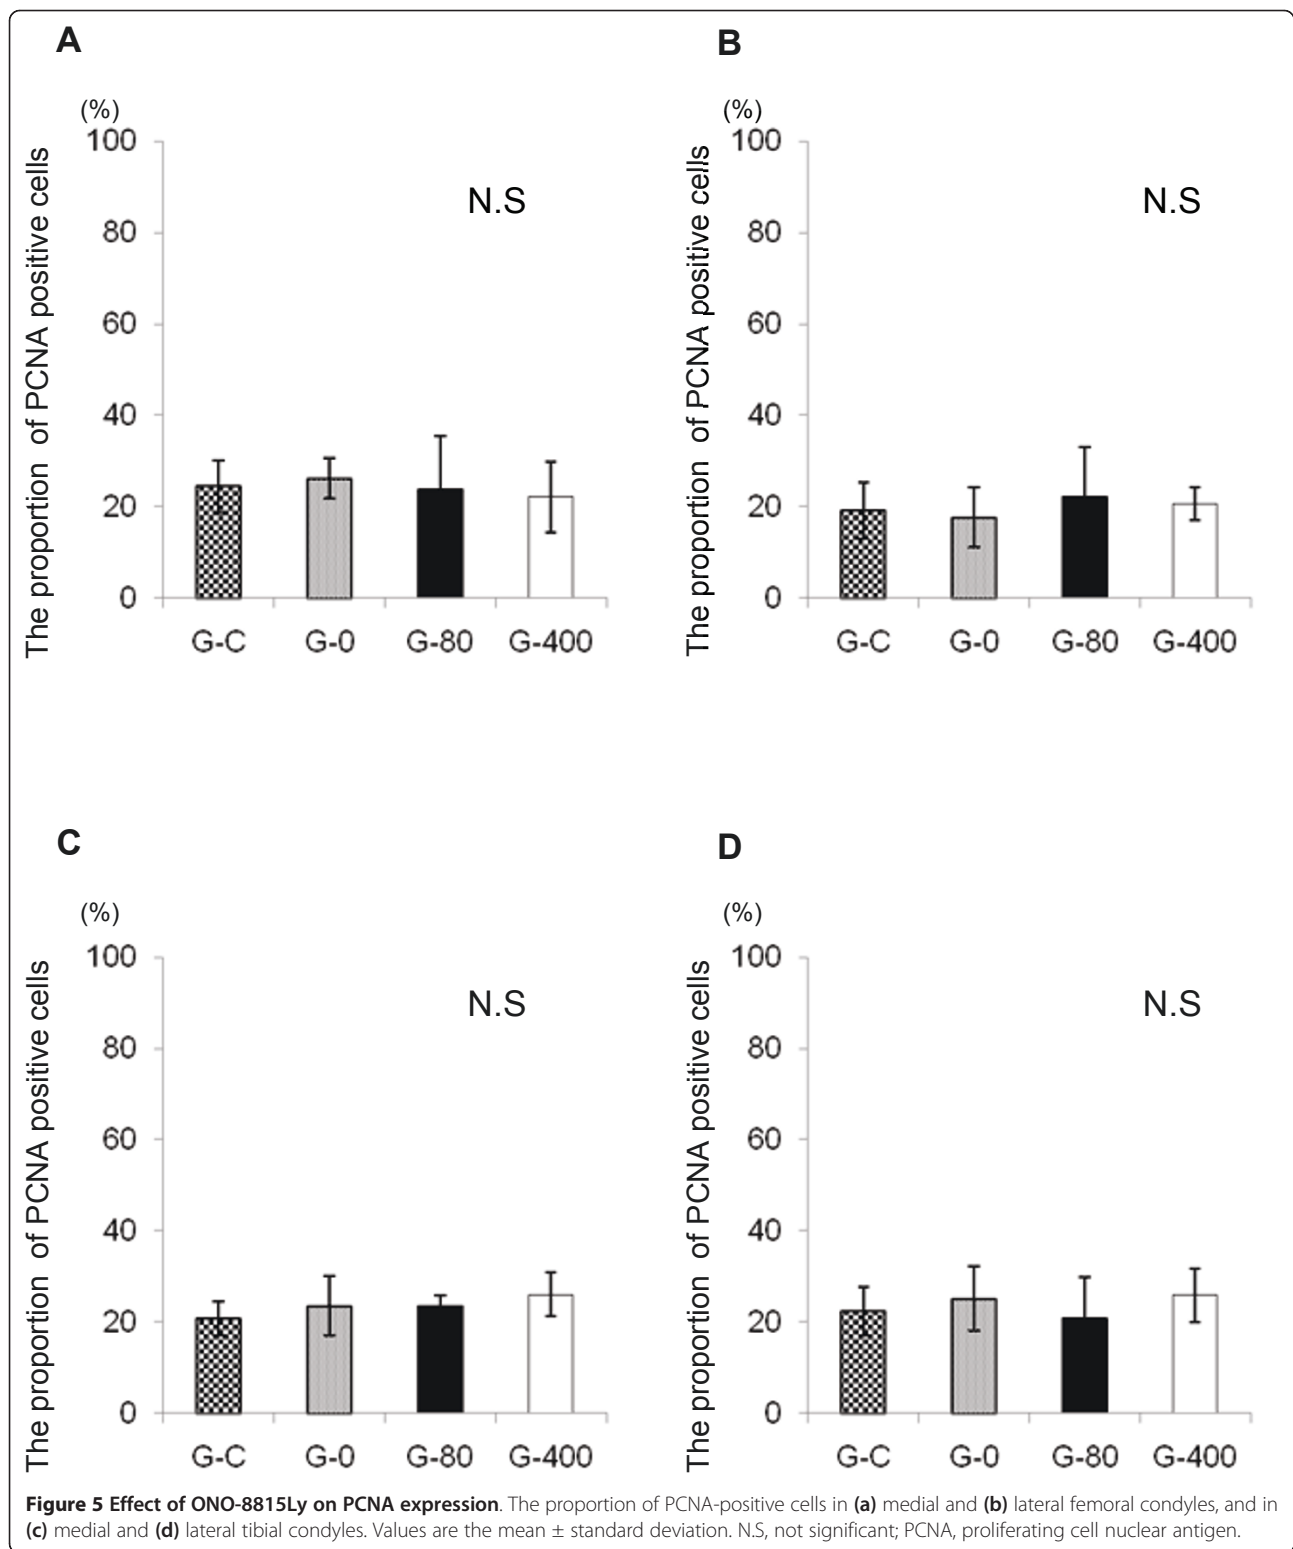 A
(%)
The proportion of PCNA positive cells
100
80
60
40
20
0
N.S
G-C G-0 G-80 G-400
B
(%)
The proportion of PCNA positive cells
100
80
60
40
20
0
N.S
G-C G-0 G-80 G-400
C
(%)
The proportion of PCNA positive cells
100
80
60
40
20
0
N.S
G-C G-0 G-80 G-400
D
(%)
The proportion of PCNA positive cells
100
80
60
40
20
0
N.S
G-C G-0 G-80 G-400
Figure 5 Effect of ONO-8815Ly on PCNA expression. The proportion of PCNA-positive cells in (a) medial and (b) lateral femoral condyles, and in
(c) medial and (d) lateral tibial condyles. Values are the mean ± standard deviation. N.S, not significant; PCNA, proliferating cell nuclear antigen.